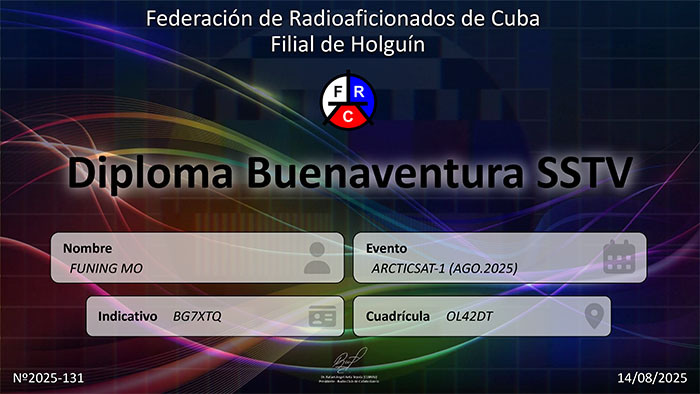 Federación de Radioaficionados de Cuba
Filial de Holguín
F R
C
Diploma Buenaventura SSTV
Nombre
FUNING MO
Evento
ARCTICSAT-1 (AGO.2025)
Indicativo BG7XTQ
Cuadrícula OL42DT
Nº2025-131
14/08/2025